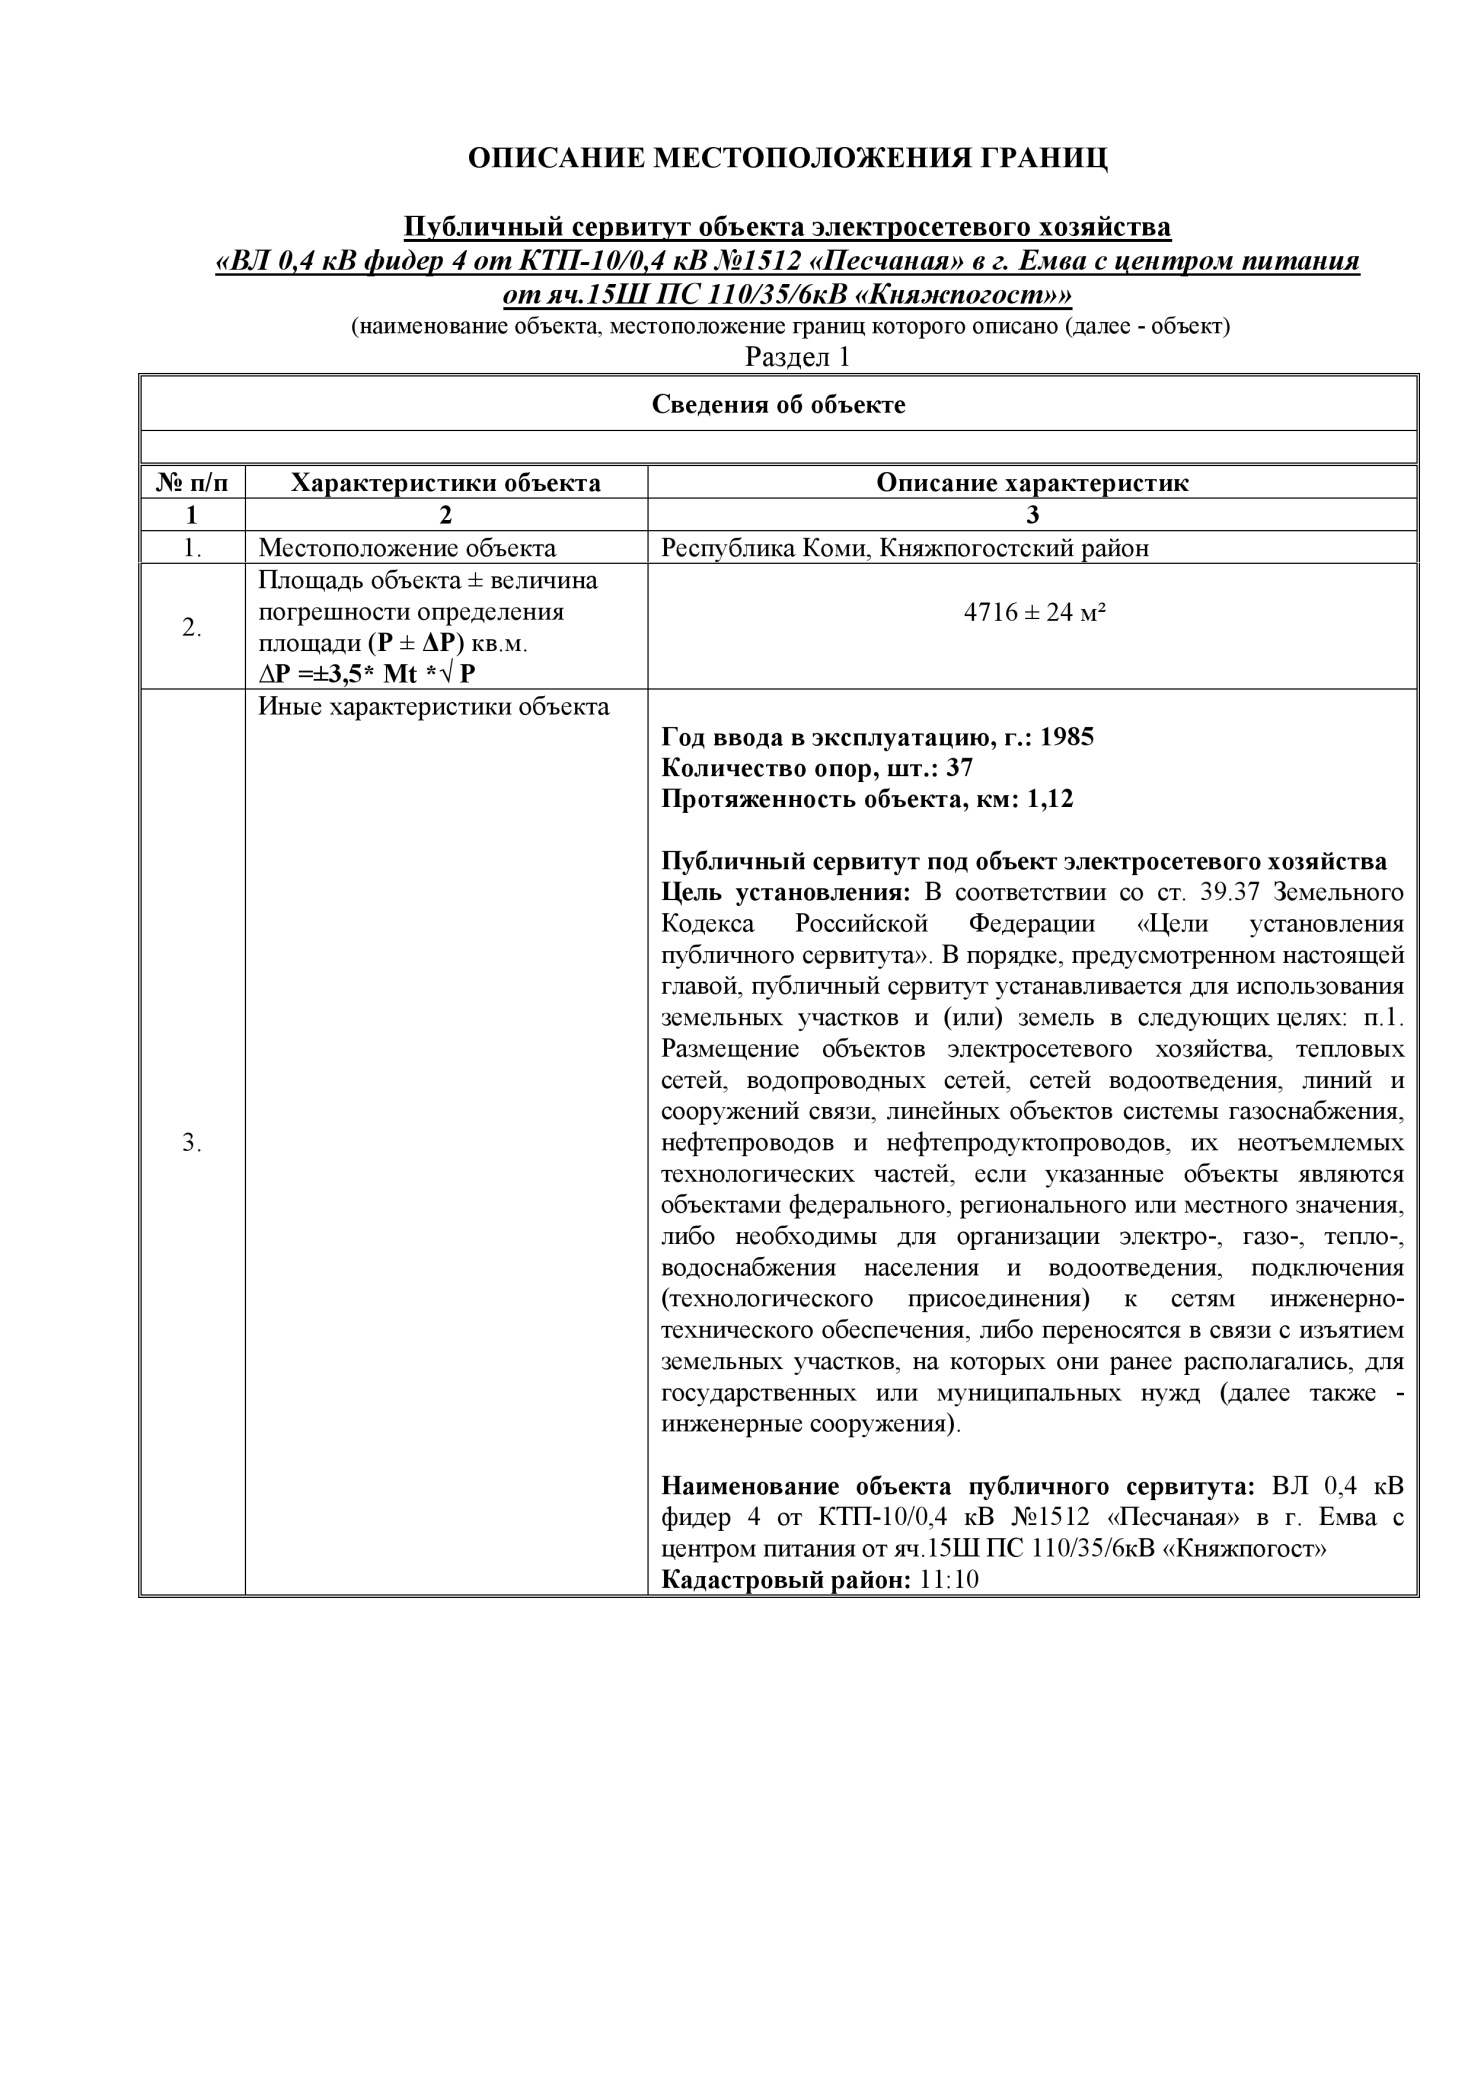 ОПИСАНИЕ МЕСТОПОЛОЖЕНИЯ ГРАНИЦ
Публичный сервитут объекта электросетевого хозяйства
«ВЛ 0,4 кВ фидер 4 от КТП-10/0,4 кВ №1512 «Песчаная» в г. Емва с центром питания
от яч.15Ш ПС 110/35/6кВ «Княжпогост»»
(наименование объекта, местоположение границ которого описано (далее - объект)
Раздел 1
Сведения об объекте
№ п/п Характеристики объекта Описание характеристик
1 2 3
1. Местоположение объекта Республика Коми, Княжпогостский район
2. Площадь объекта ± величина
погрешности определения
площади (P ± ΔP) кв.м.
∆P =±3,5* Mt *√ P
4716 ± 24 м²
3. Иные характеристики объекта
Год ввода в эксплуатацию, г.: 1985
Количество опор, шт.: 37
Протяженность объекта, км: 1,12
Публичный сервитут под объект электросетевого хозяйства
Цель установления: В соответствии со ст. 39.37 Земельного
Кодекса Российской Федерации «Цели установления
публичного сервитута». В порядке, предусмотренном настоящей
главой, публичный сервитут устанавливается для использования
земельных участков и (или) земель в следующих целях: п.1.
Размещение объектов электросетевого хозяйства, тепловых
сетей, водопроводных сетей, сетей водоотведения, линий и
сооружений связи, линейных объектов системы газоснабжения,
нефтепроводов и нефтепродуктопроводов, их неотъемлемых
технологических частей, если указанные объекты являются
объектами федерального, регионального или местного значения,
либо необходимы для организации электро-, газо-, тепло-,
водоснабжения населения и водоотведения, подключения
(технологического присоединения) к сетям инженерно-
технического обеспечения, либо переносятся в связи с изъятием
земельных участков, на которых они ранее располагались, для
государственных или муниципальных нужд (далее также -
инженерные сооружения).
Наименование объекта публичного сервитута: ВЛ 0,4 кВ
фидер 4 от КТП-10/0,4 кВ №1512 «Песчаная» в г. Емва с
центром питания от яч.15Ш ПС 110/35/6кВ «Княжпогост»
Кадастровый район: 11:10